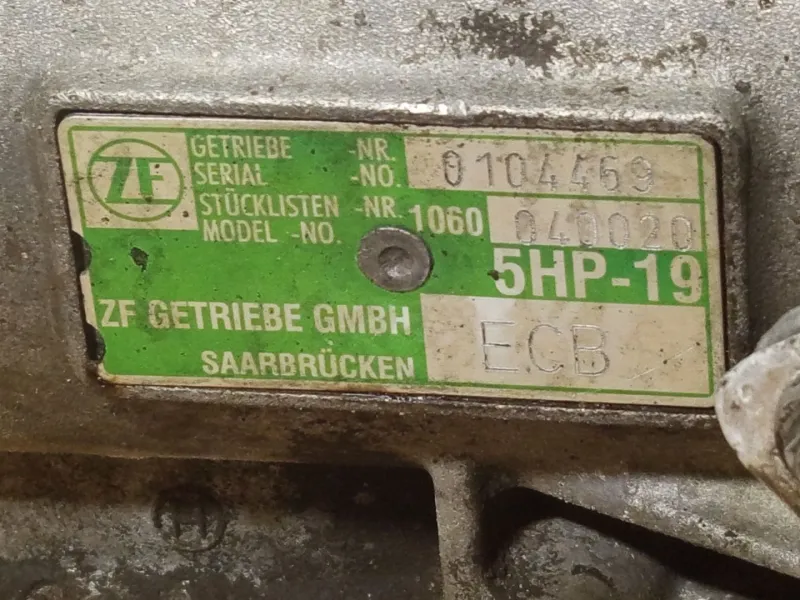 ZF
GETRIEBE -NR.
SERIAL -NO. 0104469
STÜCKLISTEN -NR. 1060 040020
MODEL -NO.
5HP-19
ZF GETRIEBE GMBH
SAARBRÜCKEN
ECB
H